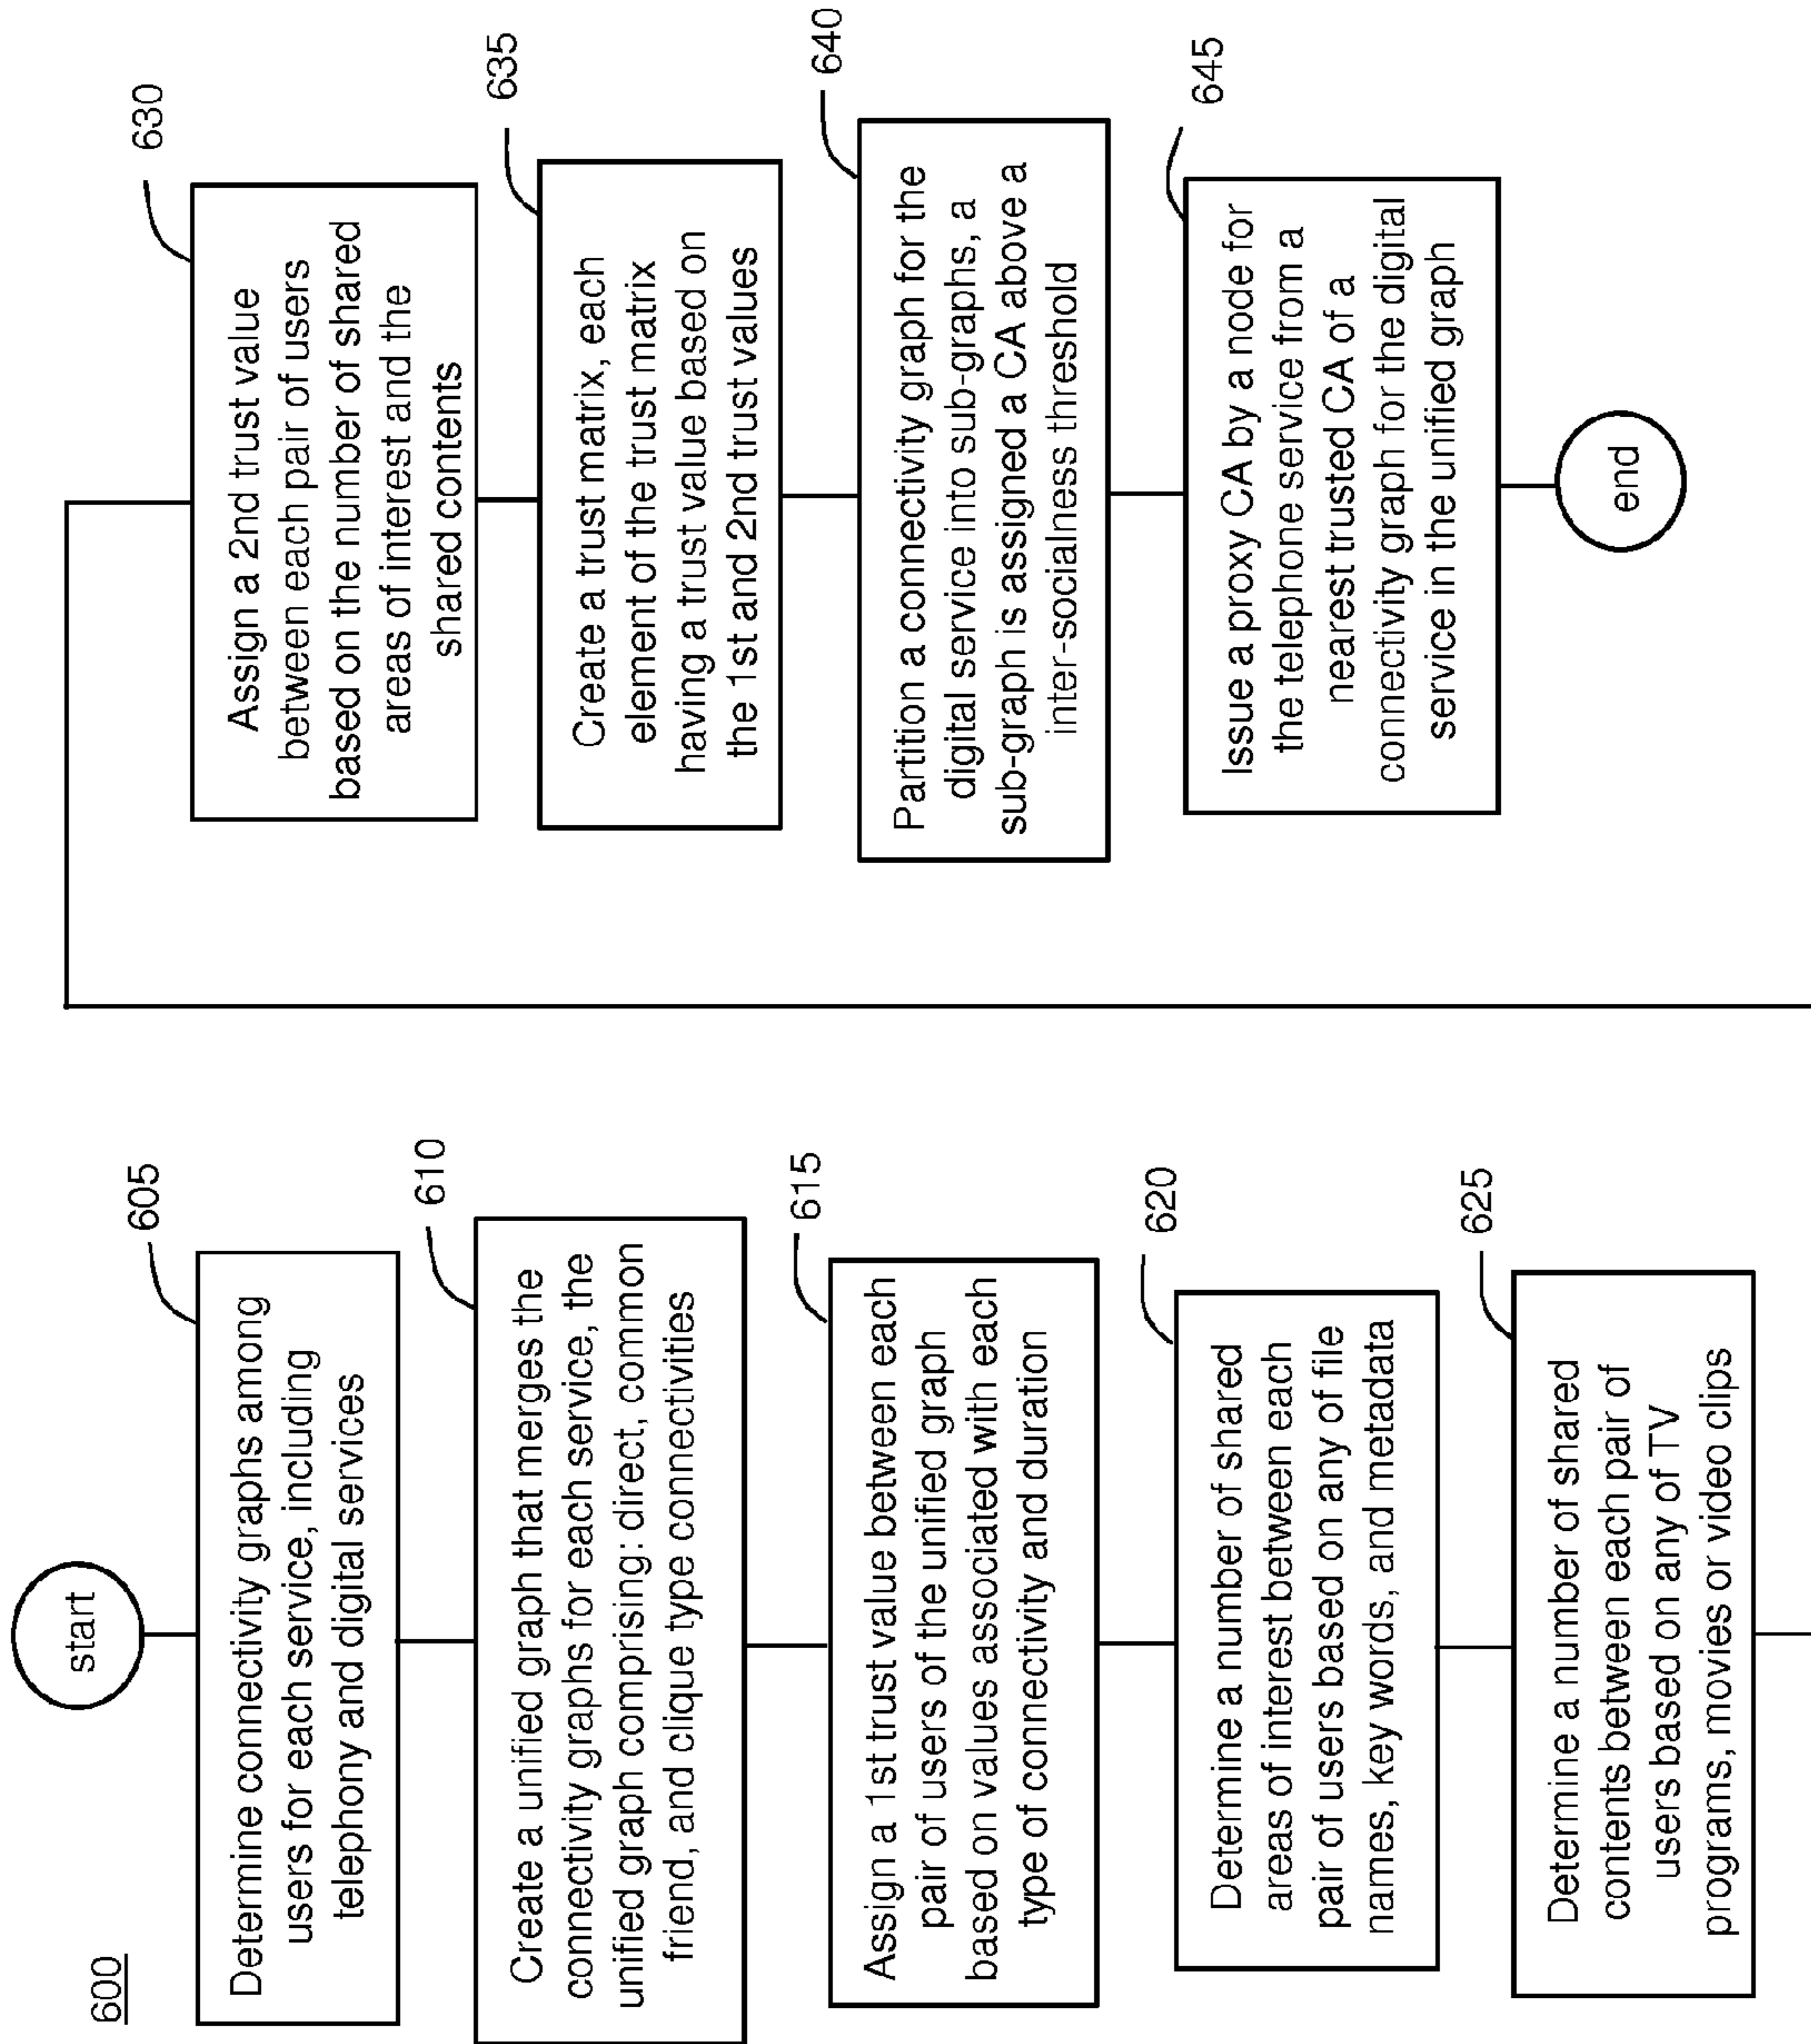 600
start
605
Determine connectivity graphs among
users for each service, including
telephony and digital services
610
Create a unified graph that merges the
connectivity graphs for each service, the
unified graph comprising: direct, common
friend, and clique type connectivities
615
Assign a 1st trust value between each
pair of users of the unified graph
based on values associated with each
type of connectivity and duration
620
Determine a number of shared
areas of interest between each
pair of users based on any of file
names, key words, and metadata
625
Determine a number of shared
contents between each pair of
users based on any of TV
programs, movies or video clips
630
Assign a 2nd trust value
between each pair of users
based on the number of shared
areas of interest and the
shared contents
635
Create a trust matrix, each
element of the trust matrix
having a trust value based on
the 1st and 2nd trust values
640
Partition a connectivity graph for the
digital service into sub-graphs, a
sub-graph is assigned a CA above a
inter-socialness threshold
645
Issue a proxy CA by a node for
the telephone service from a
nearest trusted CA of a
connectivity graph for the digital
service in the unified graph
end